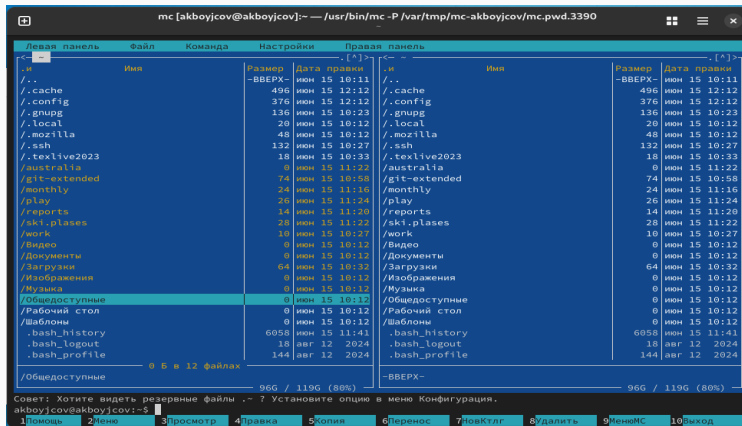 mc [akboyjcov@akboyjcov]:~ — /usr/bin/mc -P /var/tmp/mc-akboyjcov/mc.pwd.3390
Левая панель Файл Команда Настройки Правая панель
<– ~ .[^]> <– ~ .[^]>
.и Имя Размер Дата правки .и Имя Размер Дата правки
/.. -ВВЕРХ- июн 15 10:11 /.. -ВВЕРХ- июн 15 10:11
/.cache 496 июн 15 12:12 /.cache 496 июн 15 12:12
/.config 376 июн 15 12:12 /.config 376 июн 15 12:12
/.gnupg 136 июн 15 10:23 /.gnupg 136 июн 15 10:23
/.local 20 июн 15 10:12 /.local 20 июн 15 10:12
/.mozilla 48 июн 15 10:12 /.mozilla 48 июн 15 10:12
/.ssh 132 июн 15 10:27 /.ssh 132 июн 15 10:27
/.texlive2023 18 июн 15 10:33 /.texlive2023 18 июн 15 10:33
/australia 0 июн 15 11:22 /australia 0 июн 15 11:22
/git-extended 74 июн 15 10:58 /git-extended 74 июн 15 10:58
/monthly 24 июн 15 11:16 /monthly 24 июн 15 11:16
/play 26 июн 15 11:24 /play 26 июн 15 11:24
/reports 14 июн 15 11:20 /reports 14 июн 15 11:20
/ski.plases 28 июн 15 11:22 /ski.plases 28 июн 15 11:22
/work 10 июн 15 10:27 /work 10 июн 15 10:27
/Видео 0 июн 15 10:12 /Видео 0 июн 15 10:12
/Документы 0 июн 15 10:12 /Документы 0 июн 15 10:12
/Загрузки 64 июн 15 10:32 /Загрузки 64 июн 15 10:32
/Изображения 0 июн 15 10:12 /Изображения 0 июн 15 10:12
/Музыка 0 июн 15 10:12 /Музыка 0 июн 15 10:12
/Общедоступные 0 июн 15 10:12 /Общедоступные 0 июн 15 10:12
/Рабочий стол 0 июн 15 10:12 /Рабочий стол 0 июн 15 10:12
/Шаблоны 0 июн 15 10:12 /Шаблоны 0 июн 15 10:12
.bash_history 6058 июн 15 11:41 .bash_history 6058 июн 15 11:41
.bash_logout 18 авг 12 2024 .bash_logout 18 авг 12 2024
.bash_profile 144 авг 12 2024 .bash_profile 144 авг 12 2024
0 Б в 12 файлах
/Общедоступные -ВВЕРХ-
96G / 119G (80%) 96G / 119G (80%)
Совет: Хотите видеть резервные файлы .~ ? Установите опцию в меню Конфигурация.
akboyjcov@akboyjcov:~$
1Помощь 2Меню 3Просмотр 4Правка 5Копия 6Перенос 7НовКтлг 8Удалить 9МенюМС 10Выход